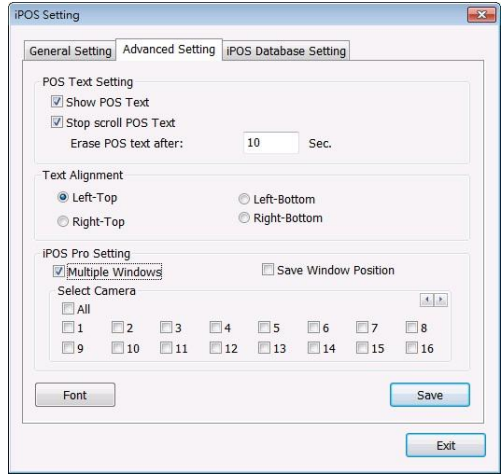 iPOS Setting
General Setting Advanced Setting iPOS Database Setting
POS Text Setting
Show POS Text
Stop scroll POS Text
Erase POS text after: 10 Sec.
Text Alignment
Left-Top Left-Bottom
Right-Top Right-Bottom
iPOS Pro Setting
Multiple Windows Save Window Position
Select Camera
All
1 2 3 4 5 6 7 8
9 10 11 12 13 14 15 16
Font Save
Exit